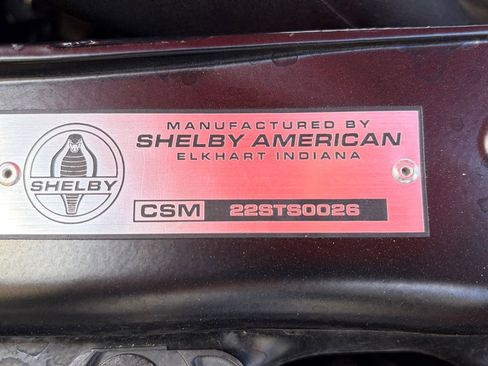 MANUFACTURED BY
SHELBY AMERICAN
ELKHART INDIANA
SHELBY
CSM 22STS0026